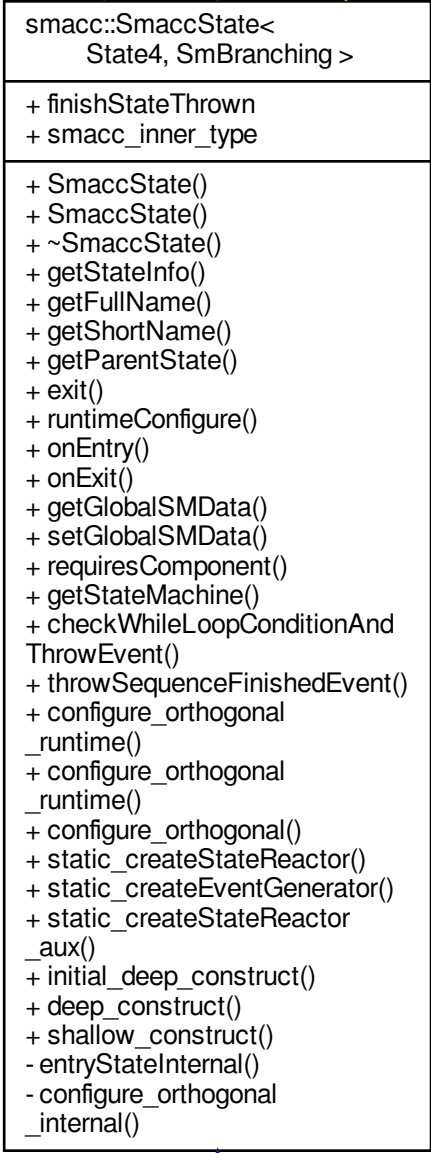 smacc::SmaccState<
State4, SmBranching >
+ finishStateThrown
+ smacc_inner_type
+ SmaccState()
+ SmaccState()
+ ~SmaccState()
+ getStateInfo()
+ getFullName()
+ getShortName()
+ getParentState()
+ exit()
+ runtimeConfigure()
+ onEntry()
+ onExit()
+ getGlobalSMData()
+ setGlobalSMData()
+ requiresComponent()
+ getStateMachine()
+ checkWhileLoopConditionAnd
ThrowEvent()
+ throwSequenceFinishedEvent()
+ configure_orthogonal
_runtime()
+ configure_orthogonal
_runtime()
+ configure_orthogonal()
+ static_createStateReactor()
+ static_createEventGenerator()
+ static_createStateReactor
_aux()
+ initial_deep_construct()
+ deep_construct()
+ shallow_construct()
- entryStateInternal()
- configure_orthogonal
_internal()